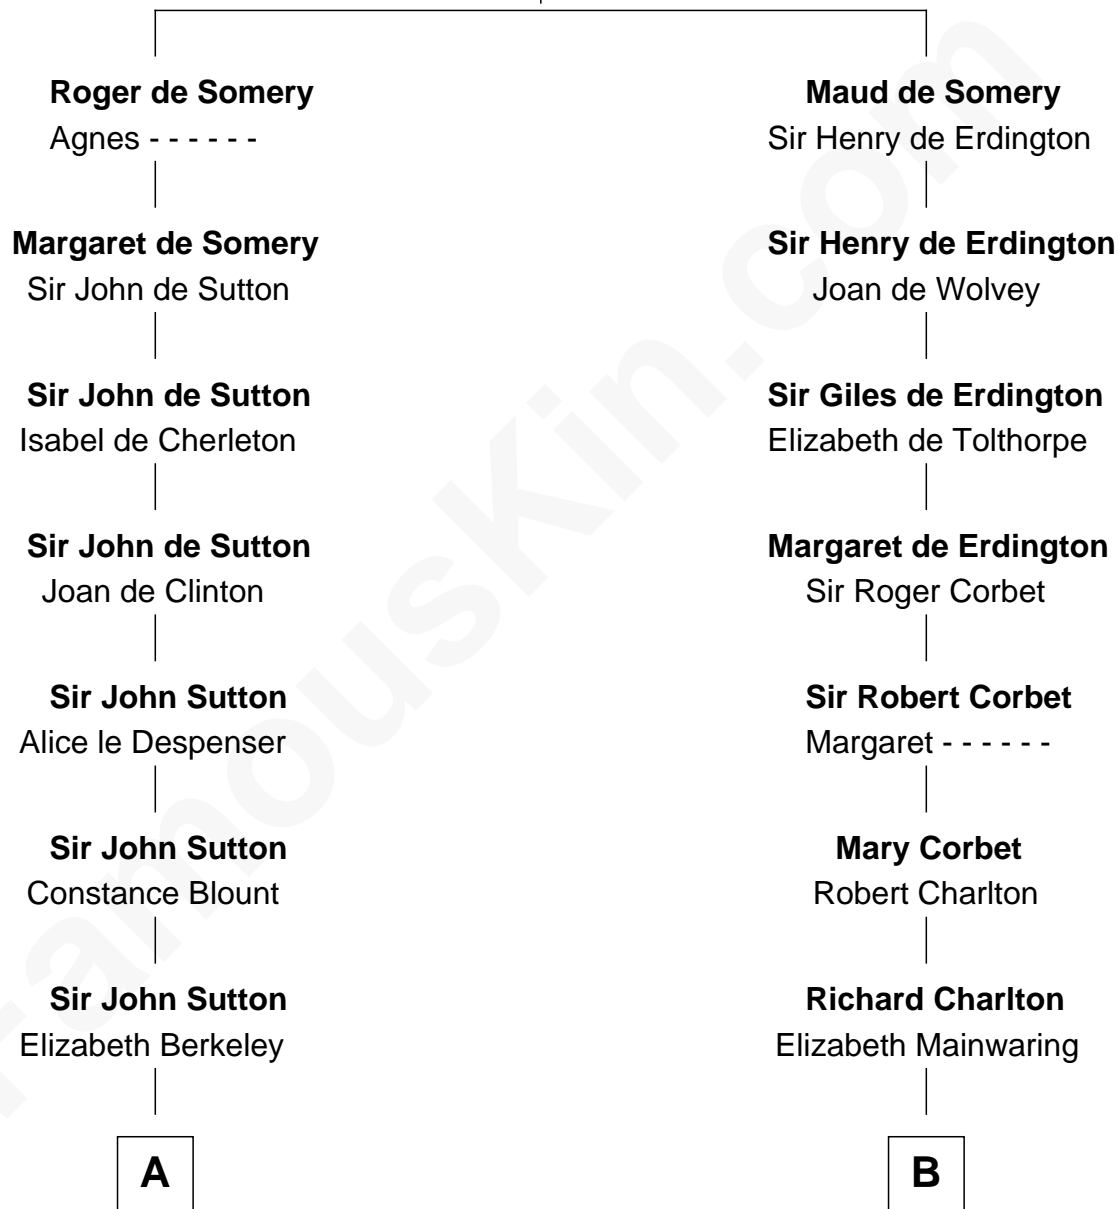 Roger de Somery
Agnes - - - - - -
Maud de Somery
Sir Henry de Erdington
Margaret de Somery
Sir John de Sutton
Sir Henry de Erdington
Joan de Wolvey
Sir John de Sutton
Isabel de Cherleton
Sir Giles de Erdington
Elizabeth de Tolthorpe
Sir John de Sutton
Joan de Clinton
Margaret de Erdington
Sir Roger Corbet
Sir John Sutton
Alice le Despenser
Sir Robert Corbet
Margaret - - - - - -
Sir John Sutton
Constance Blount
Mary Corbet
Robert Charlton
Sir John Sutton
Elizabeth Berkeley
Richard Charlton
Elizabeth Mainwaring
A
B
FamousKin.com